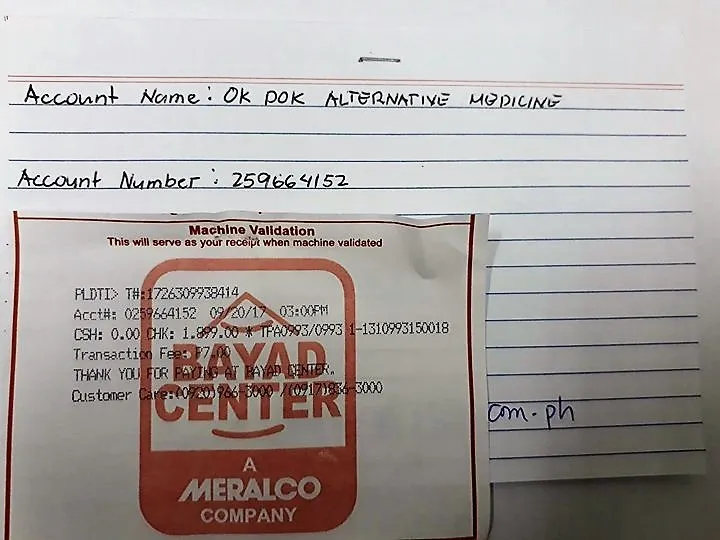 Account Name: OK DOK ALTERNATIVE MEDICINE
Account Number: 259664152
Machine Validation
This will serve as your receipt when machine validated
PLDTI> T#:1726309938414
Acct#: 0259664152 09/20/17 03:00PM
CSH: 0.00 CHK: 1,899.00 * TPA0993/0993 1-1310993150018
Transaction Fee: P7.00
THANK YOU FOR PAYING AT BAYAD CENTER.
Customer Care:(0920)966-3000 /(0917)836-3000
BAYAD
CENTER
com.ph
A
MERALCO
COMPANY